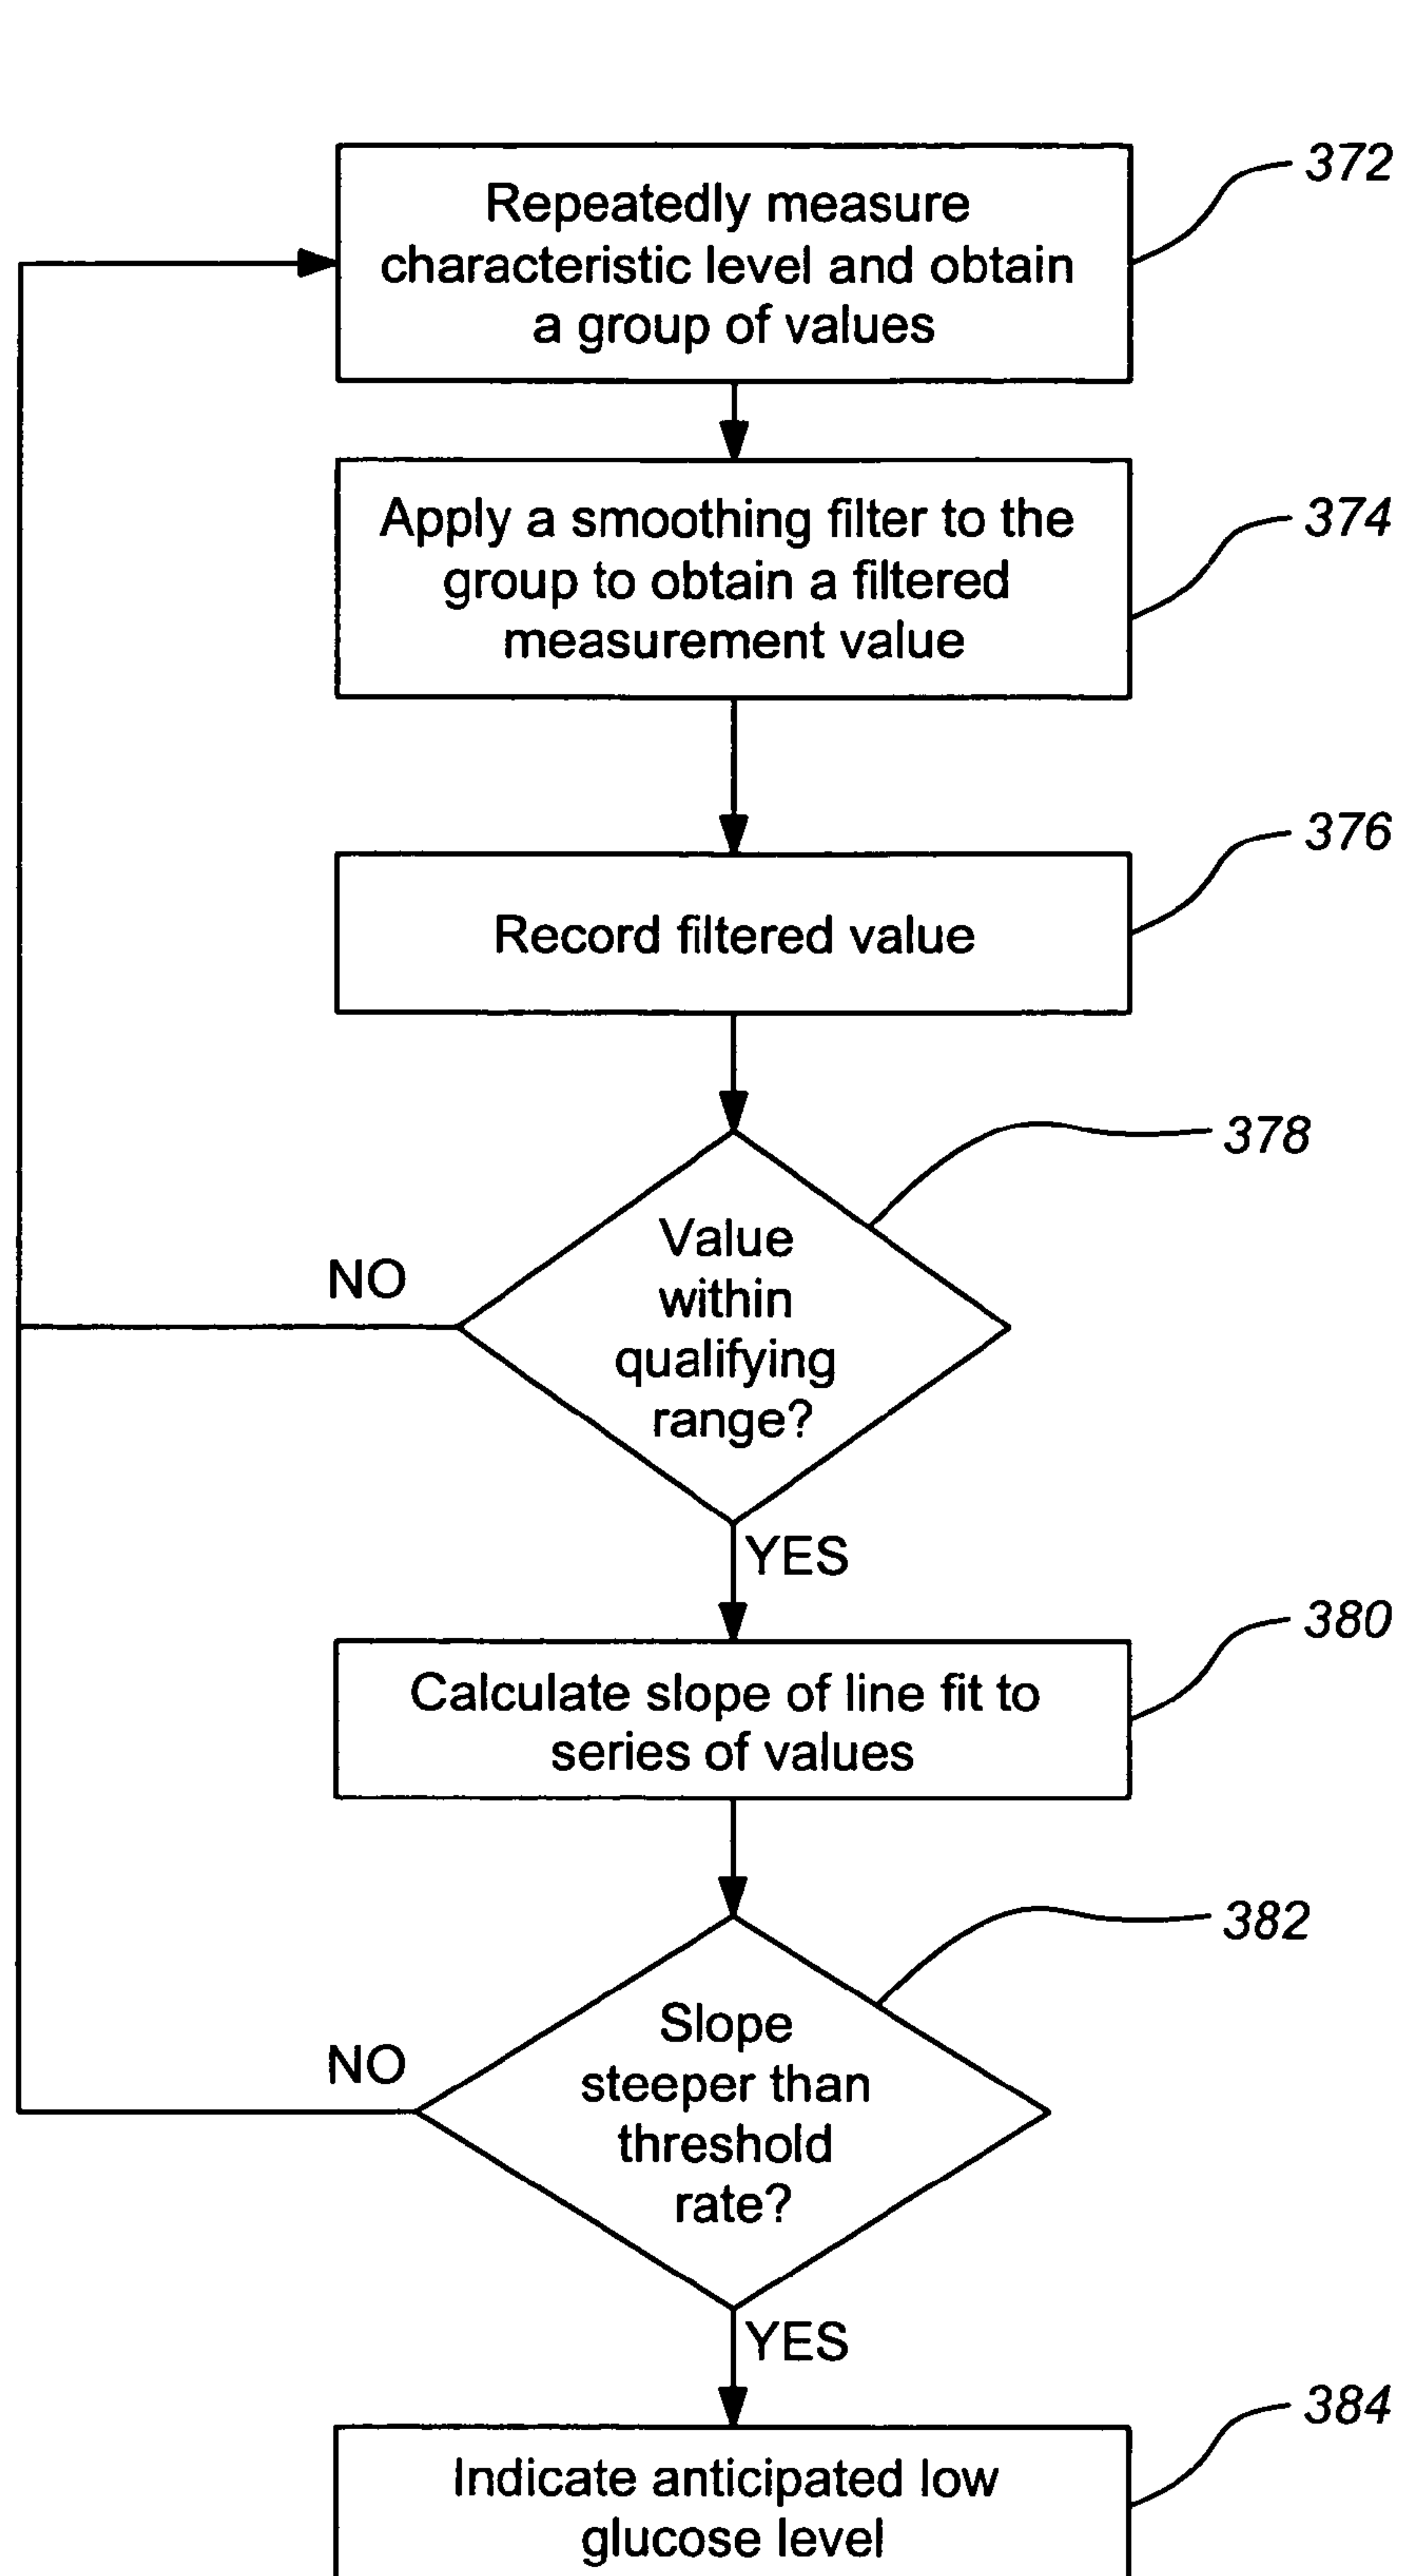 Repeatedly measure
characteristic level and obtain
a group of values
372
Apply a smoothing filter to the
group to obtain a filtered
measurement value
374
Record filtered value
376
Value
within
qualifying
range?
378
NO
YES
Calculate slope of line fit to
series of values
380
Slope
steeper than
threshold
rate?
382
NO
YES
Indicate anticipated low
glucose level
384